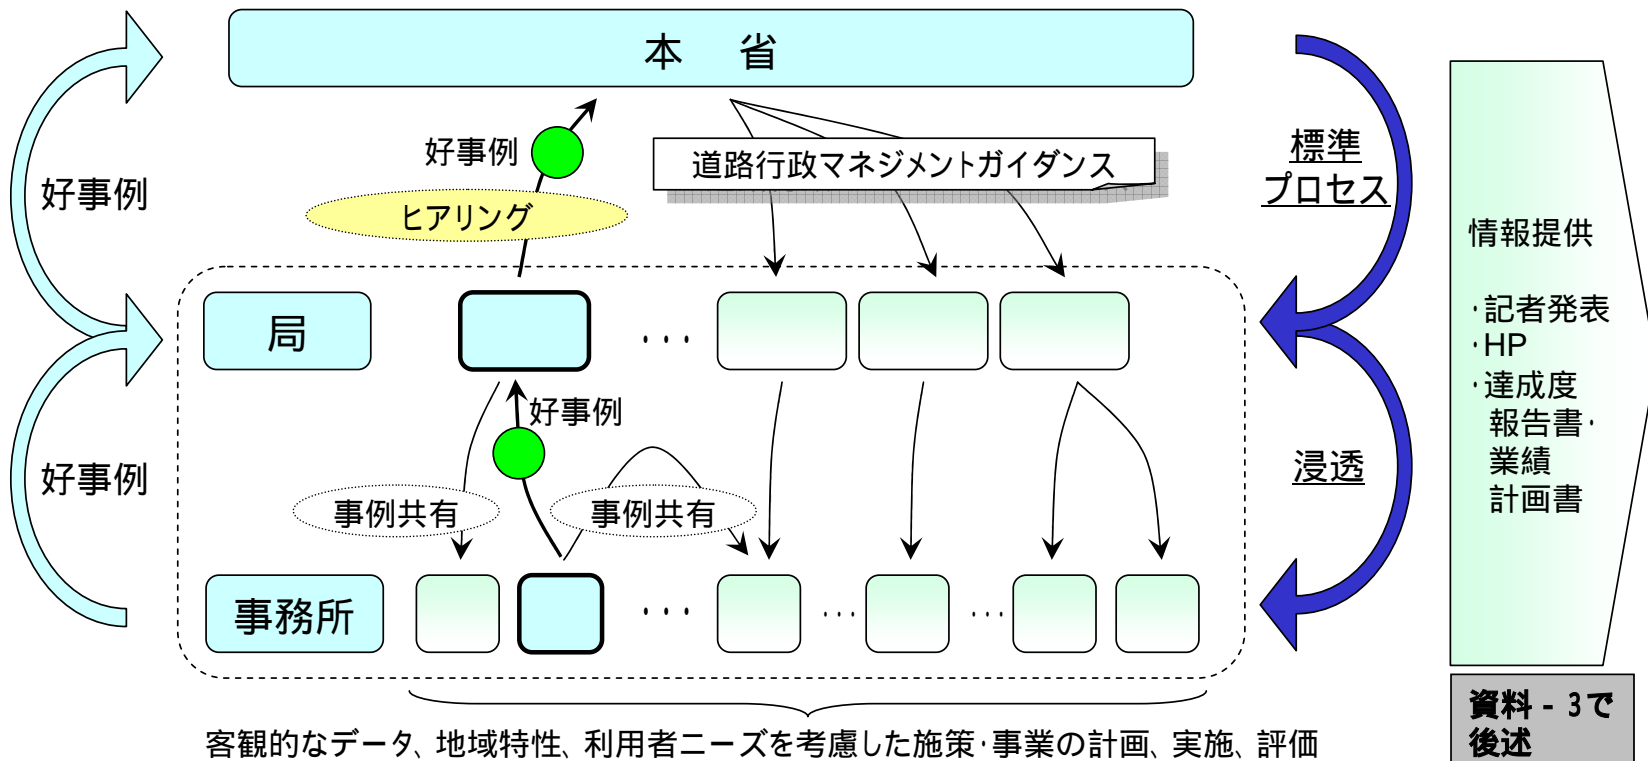 本　省
好事例
道路行政マネジメントガイダンス
標準
プロセス
好事例
ヒアリング
情報提供
・記者発表
・HP
・達成度
報告書・
業績
計画書
局
・・・
好事例
好事例
浸透
事例共有
事例共有
事務所
・・・
・・・
・・・
客観的なデータ、地域特性、利用者ニーズを考慮した施策・事業の計画、実施、評価
資料－3で
後述